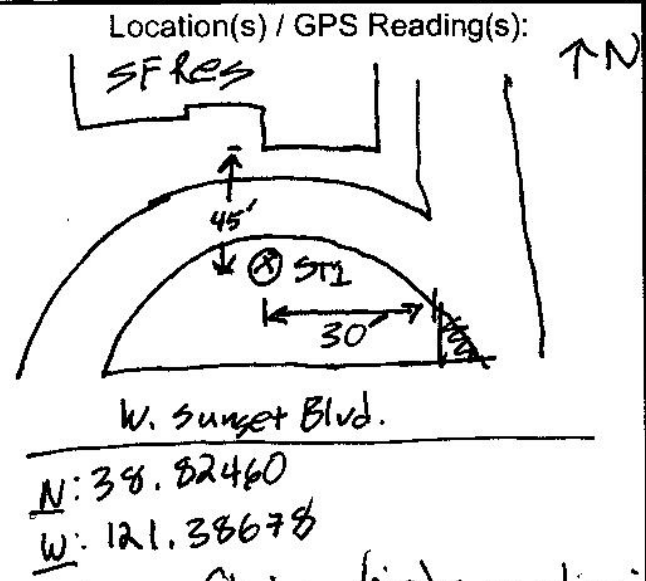 Location(s) / GPS Reading(s):
↑N
SF Res
45'
ST1
30'
W. Sunset Blvd.
N: 38.82460
W: 121.38678